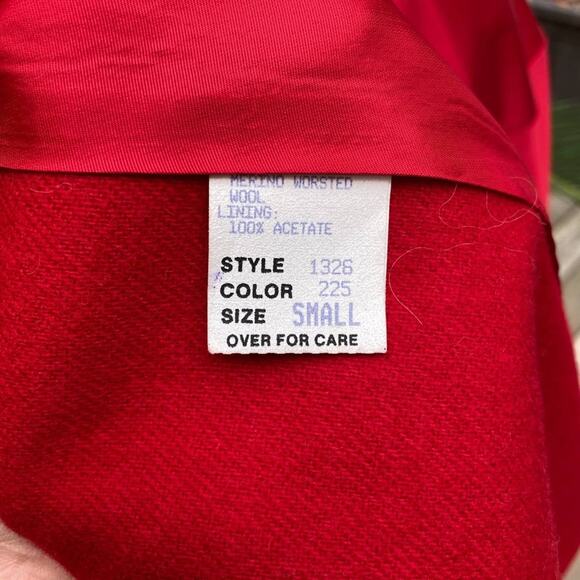 MERINO WORSTED
WOOL
LINING:
100% ACETATE
STYLE 1326
COLOR 225
SIZE SMALL
OVER FOR CARE